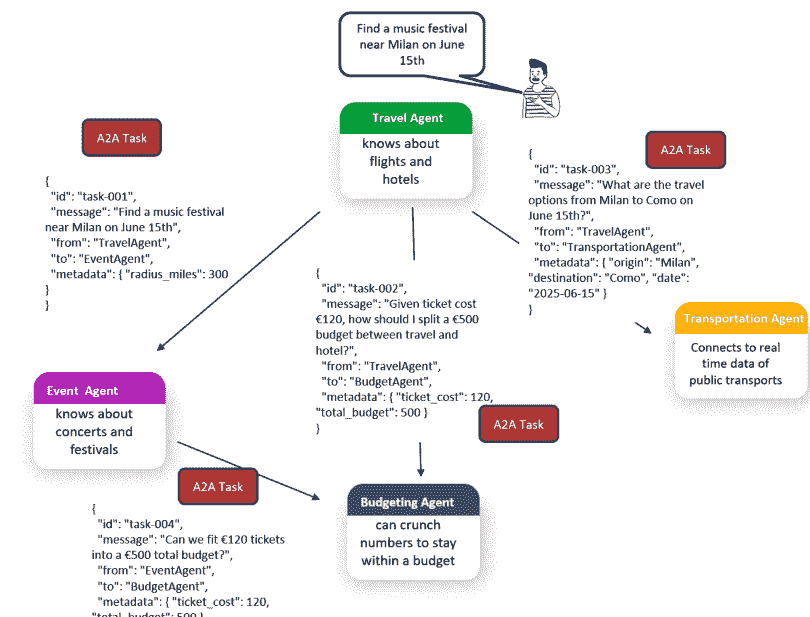 Find a music festival
near Milan on June
15th
Travel Agent
knows about
flights and
hotels
A2A Task
{
"id": "task-001",
"message": "Find a music festival
near Milan on June 15th",
"from": "TravelAgent",
"to": "EventAgent",
"metadata": { "radius_miles": 300
}
}
A2A Task
{
"id": "task-003",
"message": "What are the travel
options from Milan to Como on
June 15th?",
"from": "TravelAgent",
"to": "TransportationAgent",
"metadata": { "origin": "Milan",
"destination": "Como", "date":
"2025-06-15" }
}
{
"id": "task-002",
"message": "Given ticket cost
€120, how should I split a €500
budget between travel and
hotel?",
"from": "TravelAgent",
"to": "BudgetAgent",
"metadata": { "ticket_cost": 120,
"total_budget": 500 }
}
A2A Task
Transportation Agent
Connects to real
time data of
public transports
Event Agent
knows about
concerts and
festivals
A2A Task
{
"id": "task-004",
"message": "Can we fit €120 tickets
into a €500 total budget?",
"from": "EventAgent",
"to": "BudgetAgent",
"metadata": { "ticket_cost": 120,
"total_budget": 500 }
Budgeting Agent
can crunch
numbers to stay
within a budget